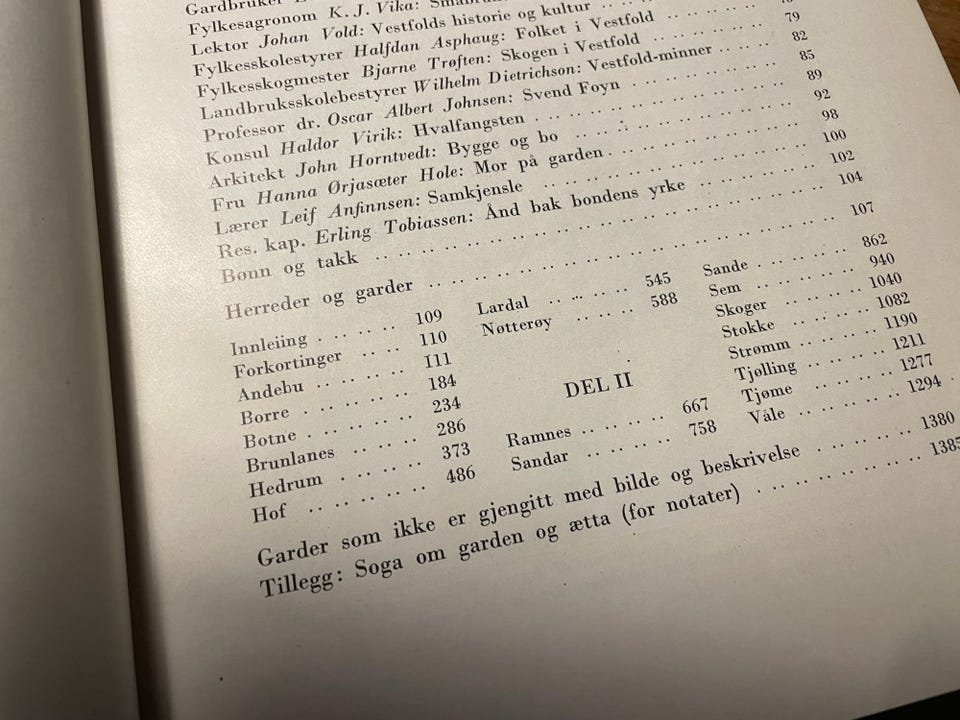 Gardbruker
Fylkesagronom K. J. Vika:
Lektor Johan Vold: Vestfolds historie og kultur
Fylkesskolestyrer Halfdan Asphaug: Folket i Vestfold
Fylkesskogmester Bjarne Trøften: Skogen i Vestfold 79
Landbruksskolebestyrer Wilhelm Dietrichson: Vestfold-minner 82
Professor dr. Oscar Albert Johnsen: Svend Foyn 85
Konsul Haldor Virik: Hvalfangsten 89
Arkitekt John Horntvedt: Bygge og bo 92
Fru Hanna Ørjasæter Hole: Mor på garden 98
Lærer Leif Anfinnsen: Samkjensle 100
Res. kap. Erling Tobiassen: Ånd bak bondens yrke 102
Bønn og takk 104
Herreder og garder 107
Innleiing 109
Forkortinger 110
Andebu 111
Borre 184
Botne 234
Brunlanes 286
Hedrum 373
Hof 486
Lardal 545
Nøtterøy 588
DEL II
Ramnes 667
Sandar 758
Sande 862
Sem 940
Skoger 1040
Stokke 1082
Strømm 1190
Tjølling 1211
Tjøme 1277
Våle 1294
Garder som ikke er gjengitt med bilde og beskrivelse 1380
Tillegg: Soga om garden og ætta (for notater) 1385